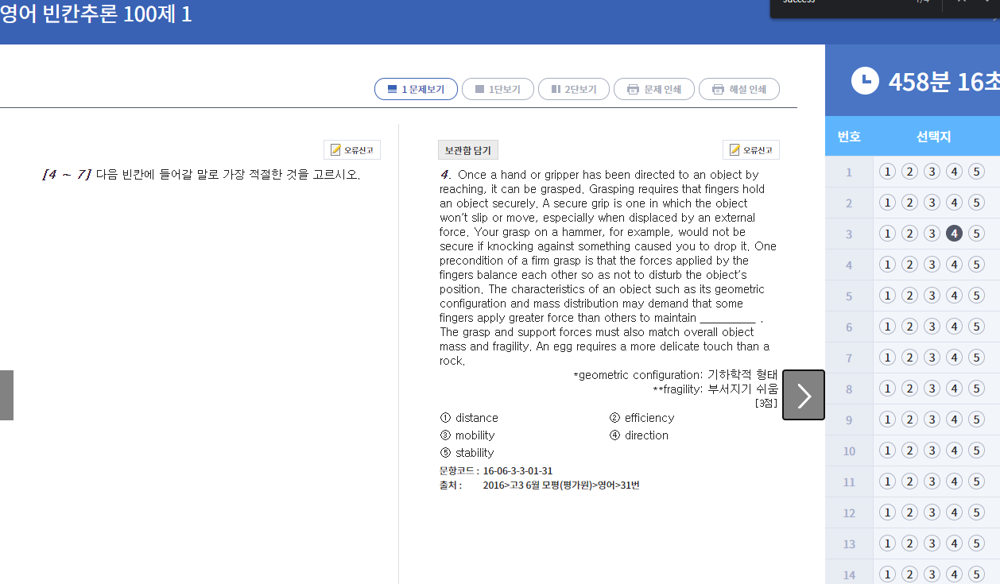 영어 빈칸추론 100제 1
success
1/4
1 문제보기
1단보기
2단보기
문제 인쇄
해설 인쇄
458분 16초
번호 선택지
오류신고
[4 ~ 7] 다음 빈칸에 들어갈 말로 가장 적절한 것을 고르시오.
보관함 담기
오류신고
4. Once a hand or gripper has been directed to an object by
reaching, it can be grasped. Grasping requires that fingers hold
an object securely. A secure grip is one in which the object
won't slip or move, especially when displaced by an external
force. Your grasp on a hammer, for example, would not be
secure if knocking against something caused you to drop it. One
precondition of a firm grasp is that the forces applied by the
fingers balance each other so as not to disturb the object's
position. The characteristics of an object such as its geometric
configuration and mass distribution may demand that some
fingers apply greater force than others to maintain __________ .
The grasp and support forces must also match overall object
mass and fragility. An egg requires a more delicate touch than a
rock.
*geometric configuration: 기하학적 형태
**fragility: 부서지기 쉬움
[3점]
① distance ② efficiency
③ mobility ④ direction
⑤ stability
문항코드 : 16-06-3-3-01-31
출처 : 2016>고3 6월 모평(평가원)>영어>31번
1 ① ② ③ ④ ⑤
2 ① ② ③ ④ ⑤
3 ① ② ③ ④ ⑤
4 ① ② ③ ④ ⑤
5 ① ② ③ ④ ⑤
6 ① ② ③ ④ ⑤
7 ① ② ③ ④ ⑤
8 ① ② ③ ④ ⑤
9 ① ② ③ ④ ⑤
10 ① ② ③ ④ ⑤
11 ① ② ③ ④ ⑤
12 ① ② ③ ④ ⑤
13 ① ② ③ ④ ⑤
14 ① ② ③ ④ ⑤